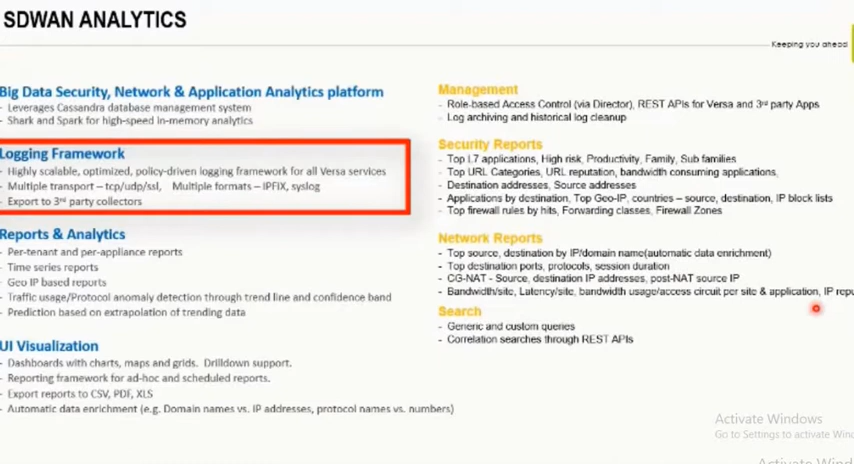 SDWAN ANALYTICS
Keeping you ahead
Big Data Security, Network & Application Analytics platform
- Leverages Cassandra database management system
- Shark and Spark for high-speed in-memory analytics
Logging Framework
- Highly scalable, optimized, policy-driven logging framework for all Versa services
- Multiple transport – tcp/udp/ssl, Multiple formats – IPFIX, syslog
- Export to 3rd party collectors
Reports & Analytics
- Per-tenant and per-appliance reports
- Time series reports
- Geo IP based reports
- Traffic usage/Protocol anomaly detection through trend line and confidence band
- Prediction based on extrapolation of trending data
UI Visualization
- Dashboards with charts, maps and grids. Drilldown support.
- Reporting framework for ad-hoc and scheduled reports.
- Export reports to CSV, PDF, XLS
- Automatic data enrichment (e.g. Domain names vs. IP addresses, protocol names vs. numbers)
Management
- Role-based Access Control (via Director), REST APIs for Versa and 3rd party Apps
- Log archiving and historical log cleanup
Security Reports
- Top L7 applications, High risk, Productivity, Family, Sub families
- Top URL Categories, URL reputation, bandwidth consuming applications,
- Destination addresses, Source addresses
- Applications by destination, Top Geo-IP, countries – source, destination, IP block lists
- Top firewall rules by hits, Forwarding classes, Firewall Zones
Network Reports
- Top source, destination by IP/domain name(automatic data enrichment)
- Top destination ports, protocols, session duration
- CG-NAT - Source, destination IP addresses, post-NAT source IP
- Bandwidth/site, Latency/site, bandwidth usage/access circuit per site & application, IP repu
Search
- Generic and custom queries
- Correlation searches through REST APIs
Activate Windows
Go to Settings to activate Win
Activate Wind